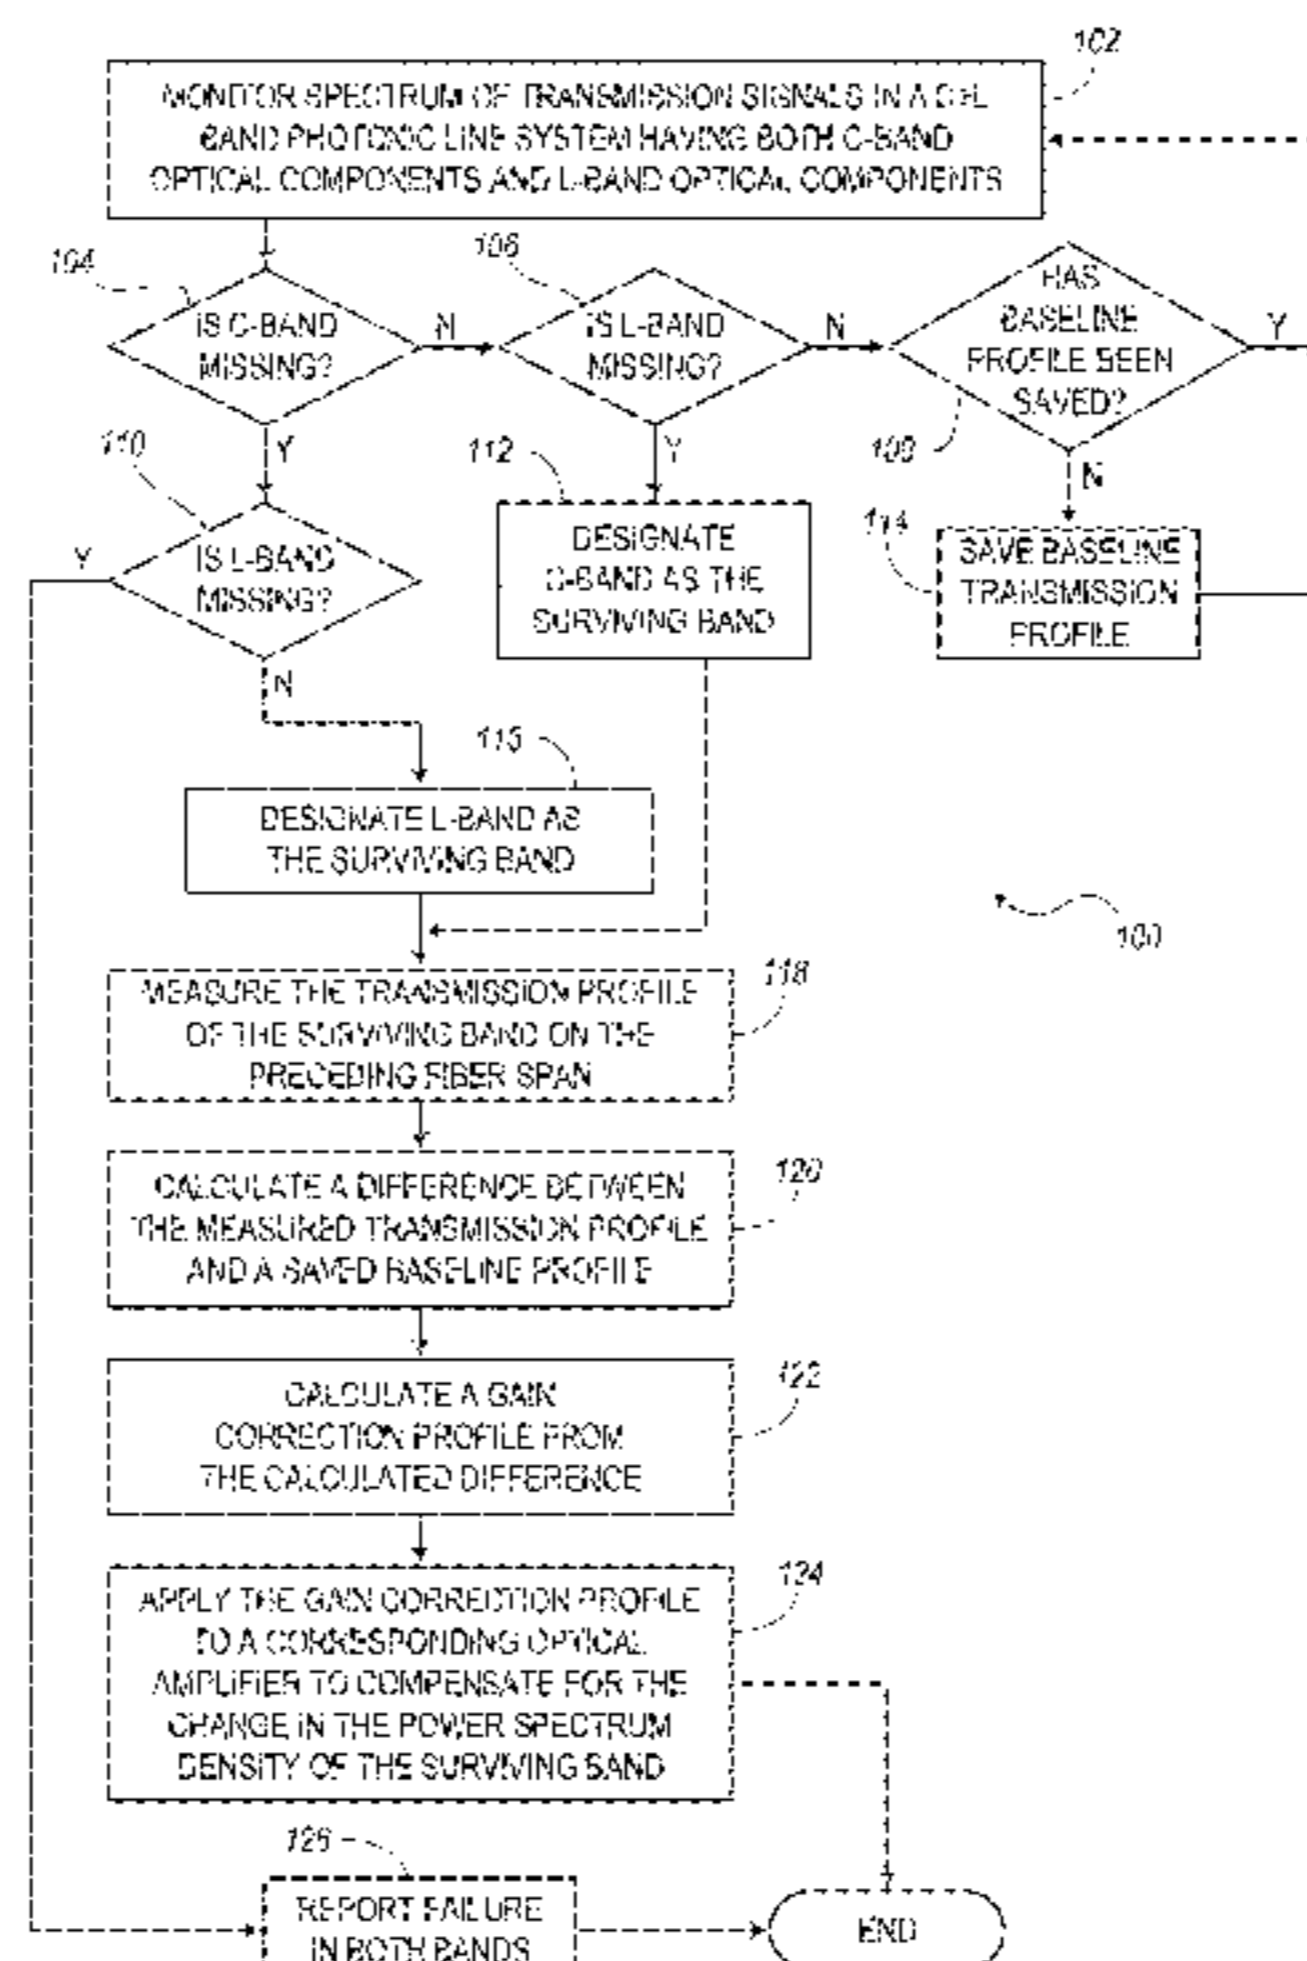 102
MONITOR SPECTRUM OF TRANSMISSION SIGNALS IN A C+L
BAND PHOTONIC LINE SYSTEM HAVING BOTH C-BAND
OPTICAL COMPONENTS AND L-BAND OPTICAL COMPONENTS
104
IS C-BAND
MISSING?
N
Y
106
IS L-BAND
MISSING?
N
Y
HAS
BASELINE
PROFILE BEEN
SAVED?
Y
108
N
110
IS L-BAND
MISSING?
Y
N
112
DESIGNATE
C-BAND AS THE
SURVIVING BAND
114
SAVE BASELINE
TRANSMISSION
PROFILE
116
DESIGNATE L-BAND AS
THE SURVIVING BAND
100
118
MEASURE THE TRANSMISSION PROFILE
OF THE SURVIVING BAND ON THE
PRECEDING FIBER SPAN
120
CALCULATE A DIFFERENCE BETWEEN
THE MEASURED TRANSMISSION PROFILE
AND A SAVED BASELINE PROFILE
122
CALCULATE A GAIN
CORRECTION PROFILE FROM
THE CALCULATED DIFFERENCE
124
APPLY THE GAIN CORRECTION PROFILE
TO A CORRESPONDING OPTICAL
AMPLIFIER TO COMPENSATE FOR THE
CHANGE IN THE POWER SPECTRUM
DENSITY OF THE SURVIVING BAND
126
REPORT FAILURE
IN BOTH BANDS
END